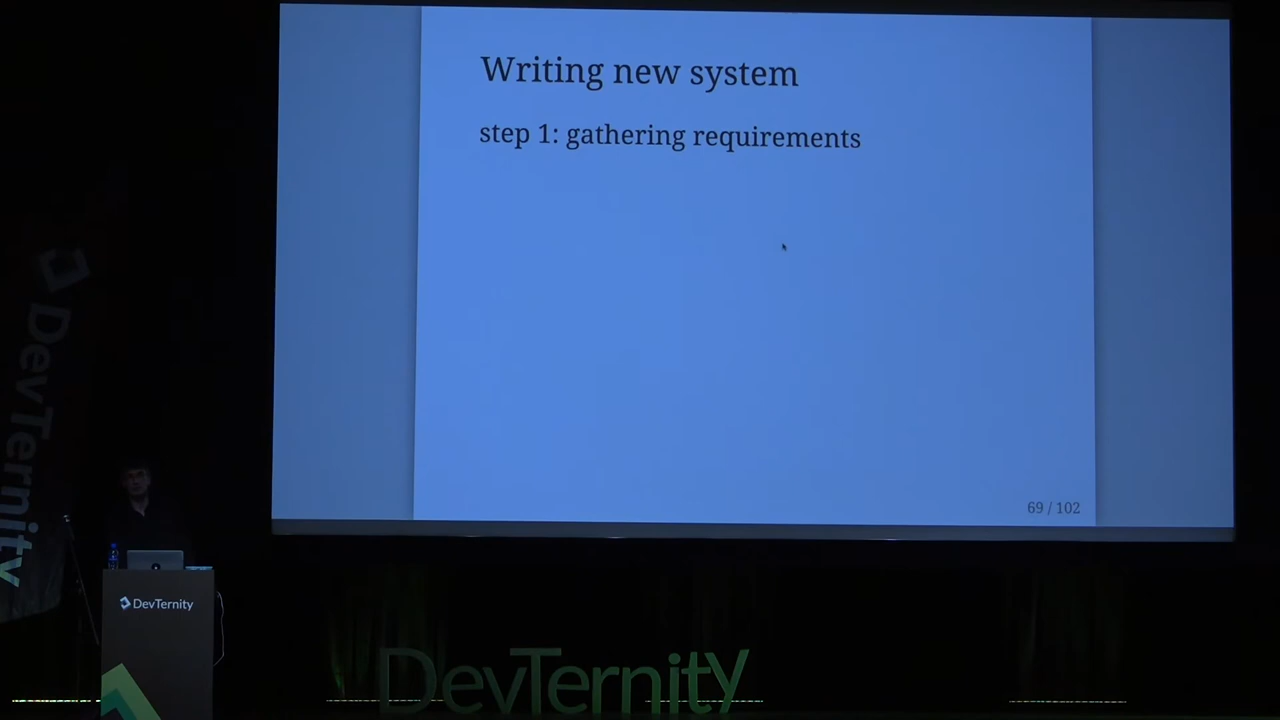 Writing new system
step 1: gathering requirements
69 / 102
DevTernity
DevTernity
DevTernity